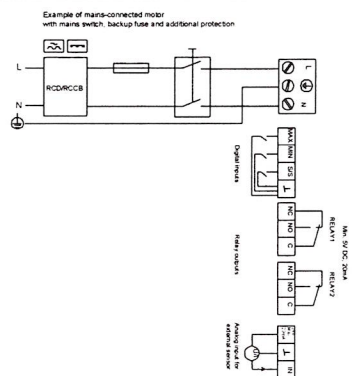 Example of mains-connected motor
with mains switch, backup fuse and additional protection
L
RCD/RCCB
N
L
N
MAX
MIN
S/S
Digital inputs
NC
NO
C
RELAY1
Min. 5V DC, 20mA
Relay outputs
NC
NO
C
RELAY2
Analog input for
external sensor
IN